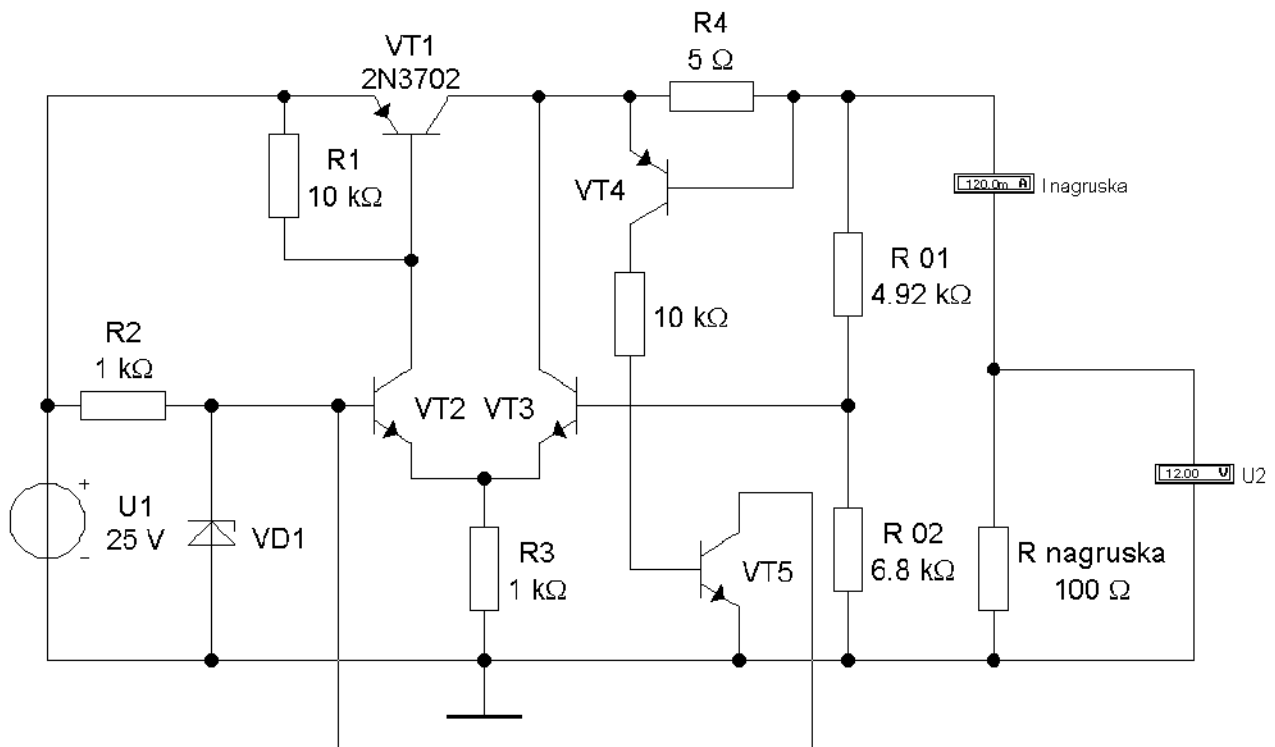 R4
5 Ω
VT1
2N3702
R1
10 kΩ
VT4
120.0m A
I nagruska
R 01
4.92 kΩ
10 kΩ
R2
1 kΩ
VT2
VT3
12.00 V
U2
+
U1
25 V
-
VD1
R3
1 kΩ
VT5
R 02
6.8 kΩ
R nagruska
100 Ω